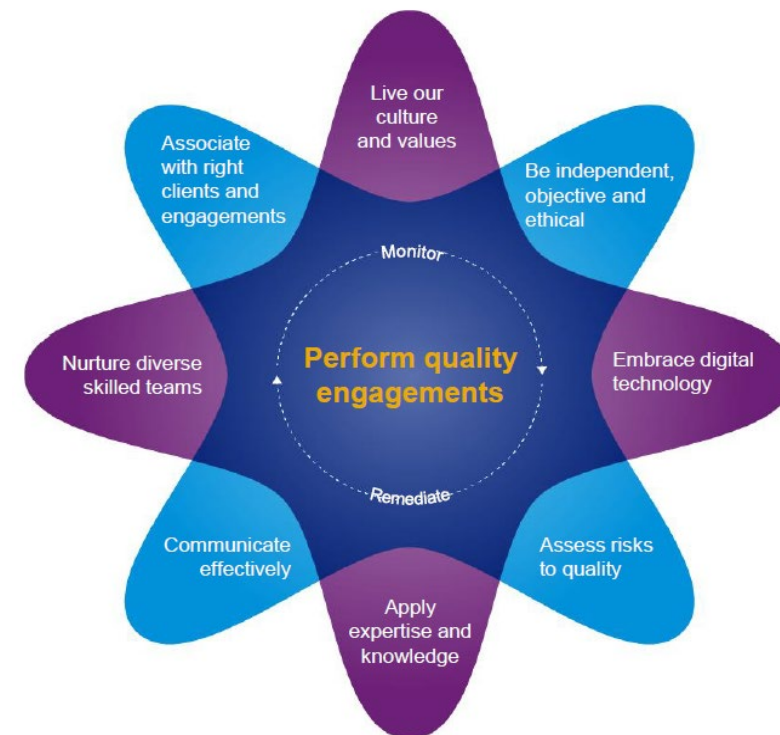 Live our
culture
and values
Be independent,
objective and
ethical
Embrace digital
technology
Assess risks
to quality
Apply
expertise and
knowledge
Communicate
effectively
Nurture diverse
skilled teams
Associate
with right
clients and
engagements
Monitor
Perform quality
engagements
Remediate